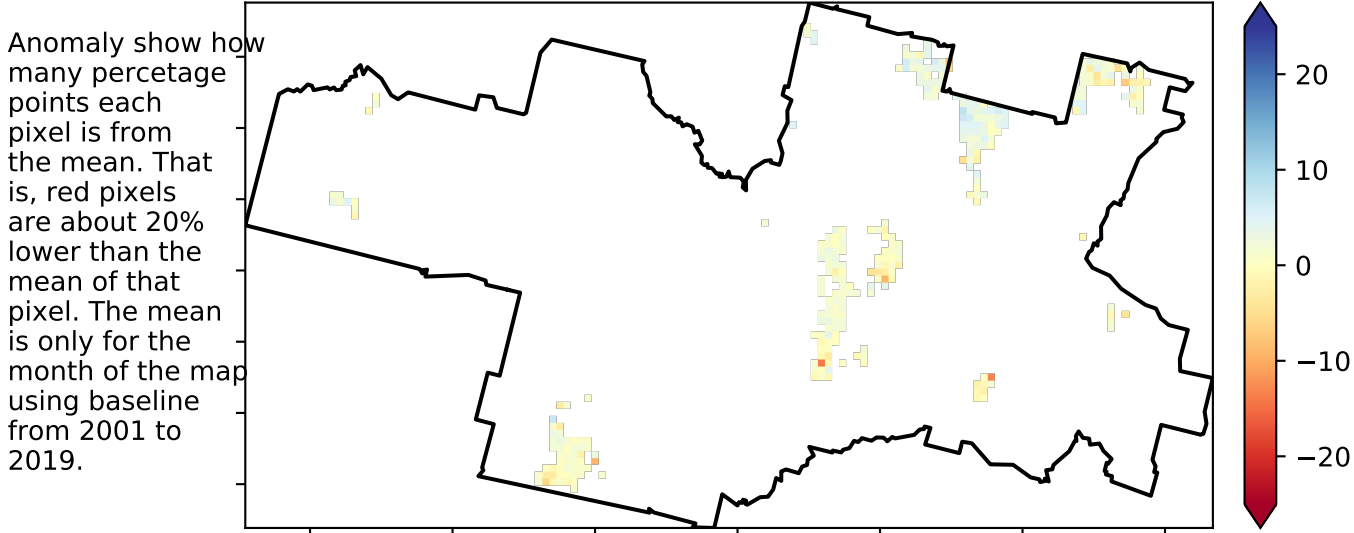 Anomaly show how
many percetage
points each
pixel is from
the mean. That
is, red pixels
are about 20%
lower than the
mean of that
pixel. The mean
is only for the
month of the map
using baseline
from 2001 to
2019.
20
10
0
−10
−20